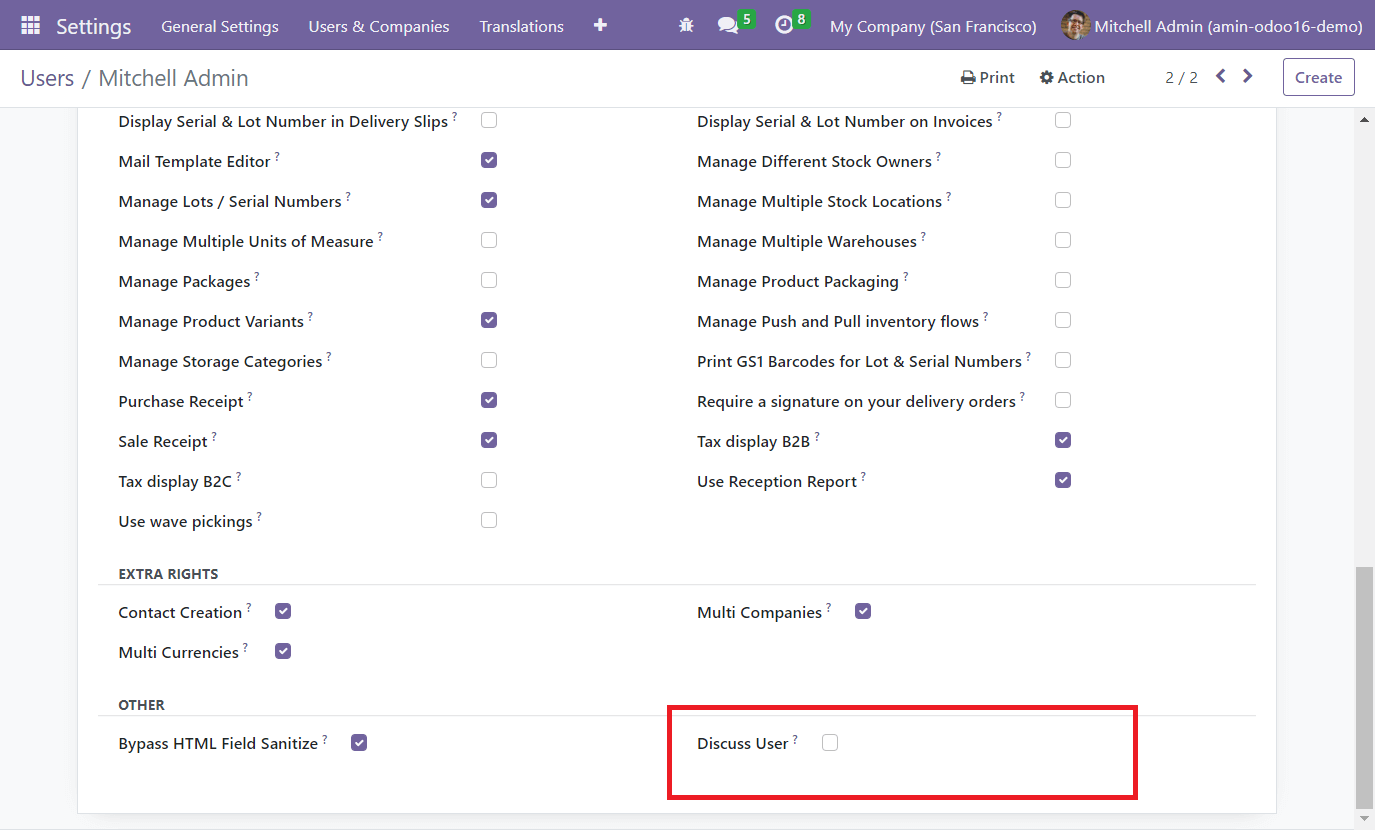 Settings General Settings Users & Companies Translations + 5 8 My Company (San Francisco) Mitchell Admin (amin-odoo16-demo)
Users / Mitchell Admin Print Action 2 / 2 Create
Display Serial & Lot Number in Delivery Slips ? Display Serial & Lot Number on Invoices ?
Mail Template Editor ? Manage Different Stock Owners ?
Manage Lots / Serial Numbers ? Manage Multiple Stock Locations ?
Manage Multiple Units of Measure ? Manage Multiple Warehouses ?
Manage Packages ? Manage Product Packaging ?
Manage Product Variants ? Manage Push and Pull inventory flows ?
Manage Storage Categories ? Print GS1 Barcodes for Lot & Serial Numbers ?
Purchase Receipt ? Require a signature on your delivery orders ?
Sale Receipt ? Tax display B2B ?
Tax display B2C ? Use Reception Report ?
Use wave pickings ?
EXTRA RIGHTS
Contact Creation ? Multi Companies ?
Multi Currencies ?
OTHER
Bypass HTML Field Sanitize ? Discuss User ?